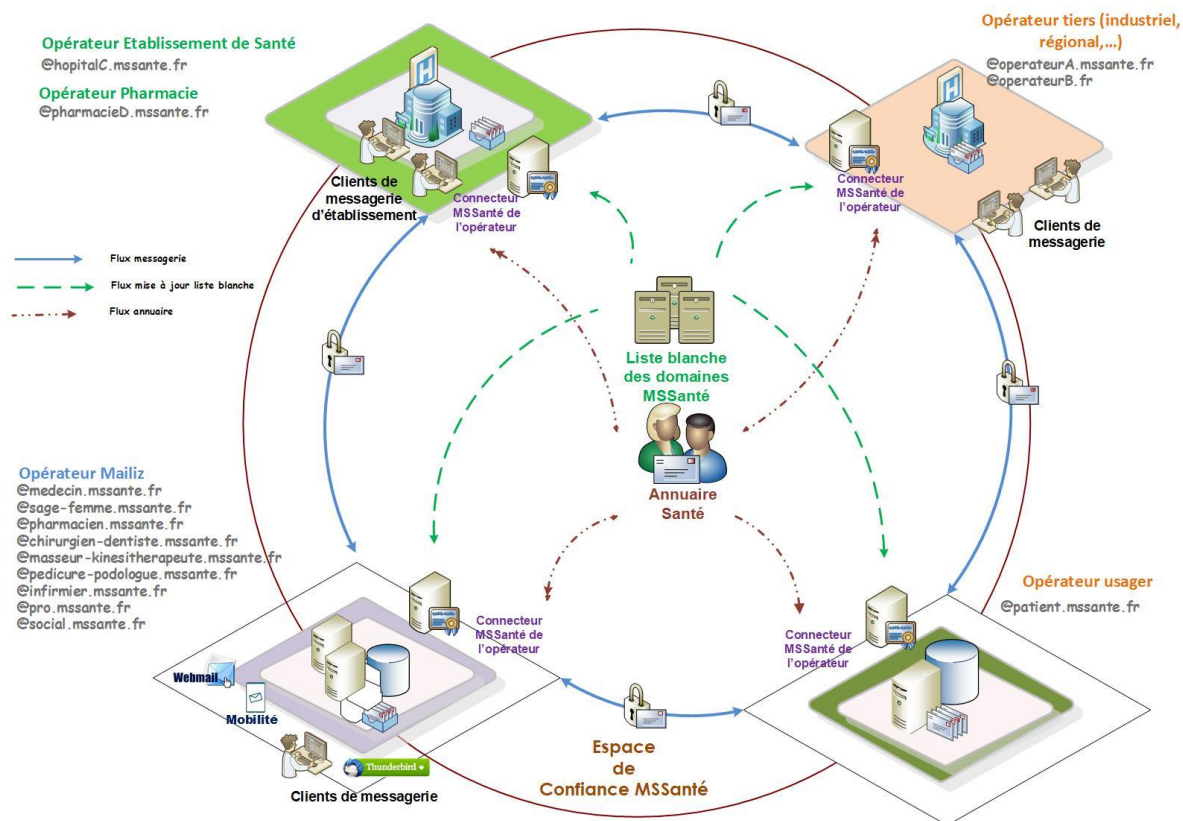 Opérateur Etablissement de Santé
@hopitalC.mssante.fr
Opérateur Pharmacie
@pharmacieD.mssante.fr
Opérateur tiers (industriel,
régional,...)
@operateurA.mssante.fr
@operateurB.fr
H
H
Clients de
messagerie
d'établissement
Connecteur
MSSanté de
l'opérateur
Connecteur
MSSanté de
l'opérateur
Clients de
messagerie
Flux messagerie
Flux mise à jour liste blanche
Flux annuaire
Liste blanche
des domaines
MSSanté
Annuaire
Santé
Opérateur Mailiz
@medecin.mssante.fr
@sage-femme.mssante.fr
@pharmacien.mssante.fr
@chirurgien-dentiste.mssante.fr
@masseur-kinesitherapeute.mssante.fr
@pedicure-podologue.mssante.fr
@infirmier.mssante.fr
@pro.mssante.fr
@social.mssante.fr
Opérateur usager
@patient.mssante.fr
Connecteur
MSSanté de
l'opérateur
Connecteur
MSSanté de
l'opérateur
Webmail
Mobilité
Thunderbird
Clients de messagerie
Espace
de
Confiance MSSanté